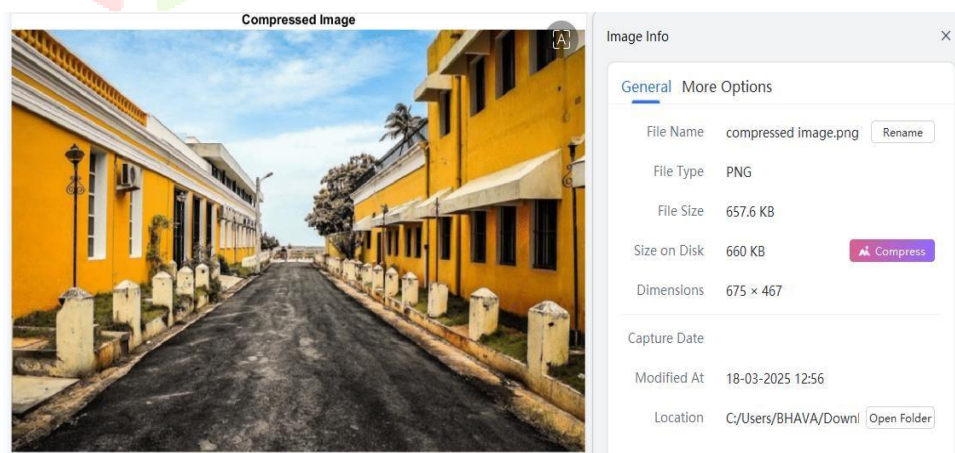 Compressed Image
A
Image Info
General More Options
File Name compressed image.png Rename
File Type PNG
File Size 657.6 KB
Size on Disk 660 KB Compress
Dimensions 675 × 467
Capture Date
Modified At 18-03-2025 12:56
Location C:/Users/BHAVA/Downl Open Folder